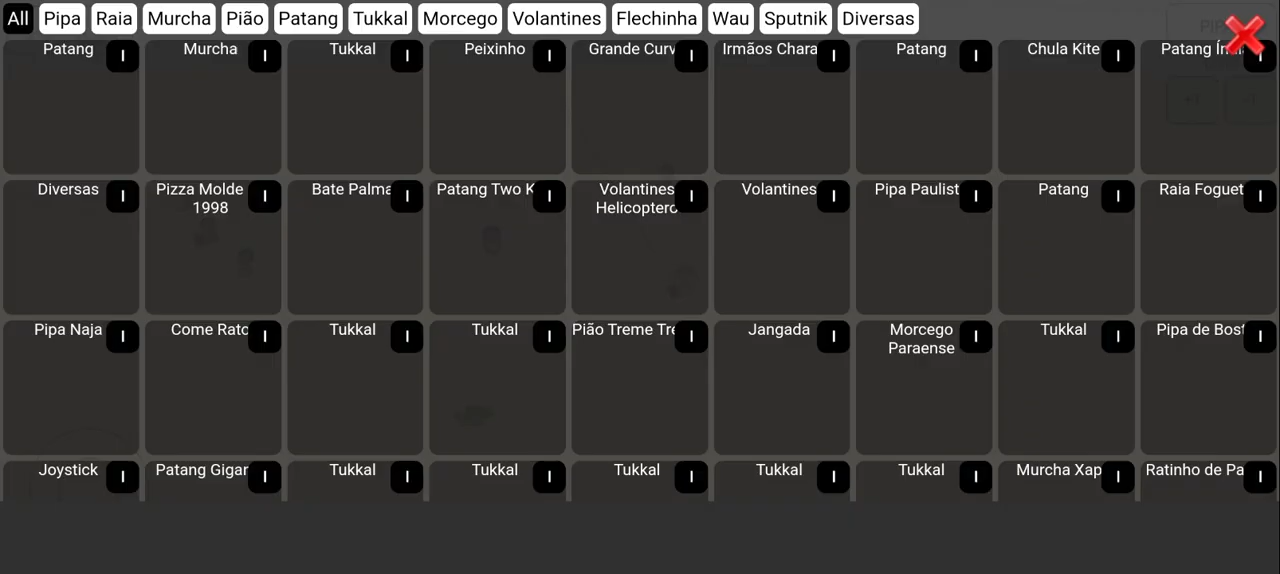 All Pipa Raia Murcha Pião Patang Tukkal Morcego Volantines Flechinha Wau Sputnik Diversas
Patang I Murcha I Tukkal I Peixinho I Grande Curv I Irmãos Chara I Patang I Chula Kite I Patang I
Diversas I Pizza Molde I Bate Palma I Patang Two K I Volantines I Volantines I Pipa Paulist I Patang I Raia Foguet I
1998 Helicoptero
Pipa Naja I Come Rato I Tukkal I Tukkal I Pião Treme Tre I Jangada I Morcego I Tukkal I Pipa de Bost I
Paraense
Joystick I Patang Gigan I Tukkal I Tukkal I Tukkal I Tukkal I Tukkal I Murcha Xap I Ratinho de Pa I